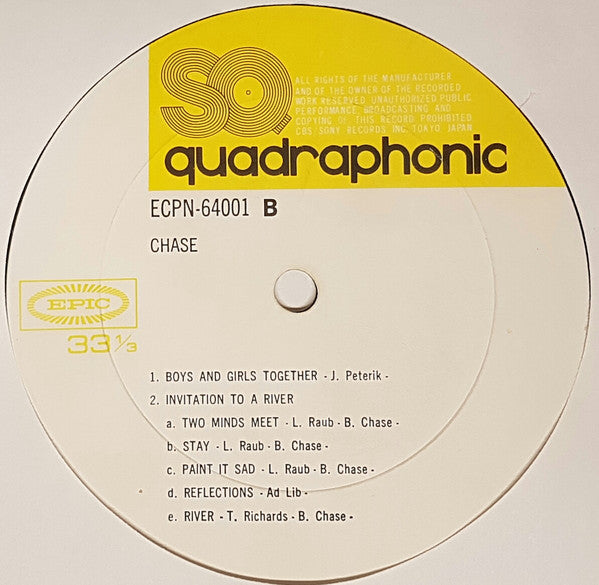 SQ
ALL RIGHTS OF THE MANUFACTURER
AND OF THE OWNER OF THE RECORDED
WORK RESERVED. UNAUTHORIZED PUBLIC
PERFORMANCE, BROADCASTING AND
COPYING OF THIS RECORD PROHIBITED
CBS/SONY RECORDS INC. TOKYO JAPAN
quadraphonic
ECPN-64001 B
CHASE
EPIC
33 1/3
1. BOYS AND GIRLS TOGETHER - J. Peterik -
2. INVITATION TO A RIVER
a. TWO MINDS MEET - L. Raub - B. Chase -
b. STAY - L. Raub - B. Chase -
c. PAINT IT SAD - L. Raub - B. Chase -
d. REFLECTIONS - Ad Lib -
e. RIVER - T. Richards - B. Chase -